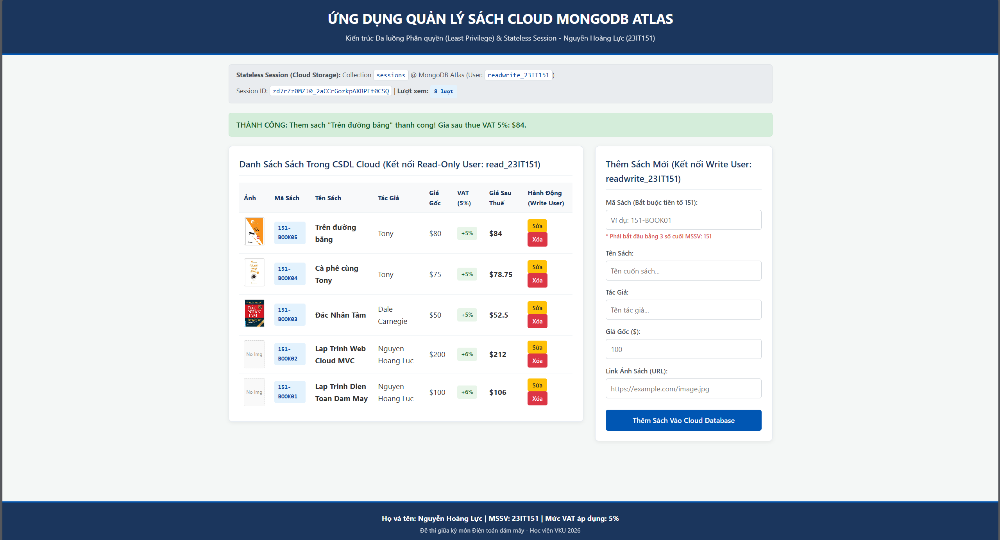 ỨNG DỤNG QUẢN LÝ SÁCH CLOUD MONGODB ATLAS
Kiến trúc Đa luồng Phân quyền (Least Privilege) & Stateless Session - Nguyễn Hoàng Lực (23IT151)
Stateless Session (Cloud Storage): Collection sessions @ MongoDB Atlas (User: readwrite_23IT151)
Session ID: zd7rZz0MZJ0_2aCCrGozkpAXBPFt0CSQ | Lượt xem: 8 lượt
THÀNH CÔNG: Them sach "Trên đường băng" thanh cong! Gia sau thue VAT 5%: $84.
Danh Sách Sách Trong CSDL Cloud (Kết nối Read-Only User: read_23IT151)
Ảnh
Mã Sách
Tên Sách
Tác Giả
Giá
Gốc
VAT
(5%)
Giá Sau
Thuế
Hành Động
(Write User)
151-
BOOK05
Trên đường
băng
Tony
$80
+5%
$84
Sửa
Xóa
Cà phê
cùng
Tony
151-
BOOK04
Cà phê cùng
Tony
Tony
$75
+5%
$78.75
Sửa
Xóa
ĐẮC
NHÂN
TÂM
151-
BOOK03
Đắc Nhân Tâm
Dale
Carnegie
$50
+5%
$52.5
Sửa
Xóa
No Img
151-
BOOK02
Lap Trinh Web
Cloud MVC
Nguyen
Hoang Luc
$200
+6%
$212
Sửa
Xóa
No Img
151-
BOOK01
Lap Trinh Dien
Toan Dam May
Nguyen
Hoang Luc
$100
+6%
$106
Sửa
Xóa
Thêm Sách Mới (Kết nối Write User:
readwrite_23IT151)
Mã Sách (Bắt buộc tiền tố 151):
Ví dụ: 151-BOOK01
* Phải bắt đầu bằng 3 số cuối MSSV: 151
Tên Sách:
Tên cuốn sách...
Tác Giả:
Tên tác giả...
Giá Gốc ($):
100
Link Ảnh Sách (URL):
https://example.com/image.jpg
Thêm Sách Vào Cloud Database
Họ và tên: Nguyễn Hoàng Lực | MSSV: 23IT151 | Mức VAT áp dụng: 5%
Đề thi giữa kỳ môn Điện toán đám mây - Học viện VKU 2026